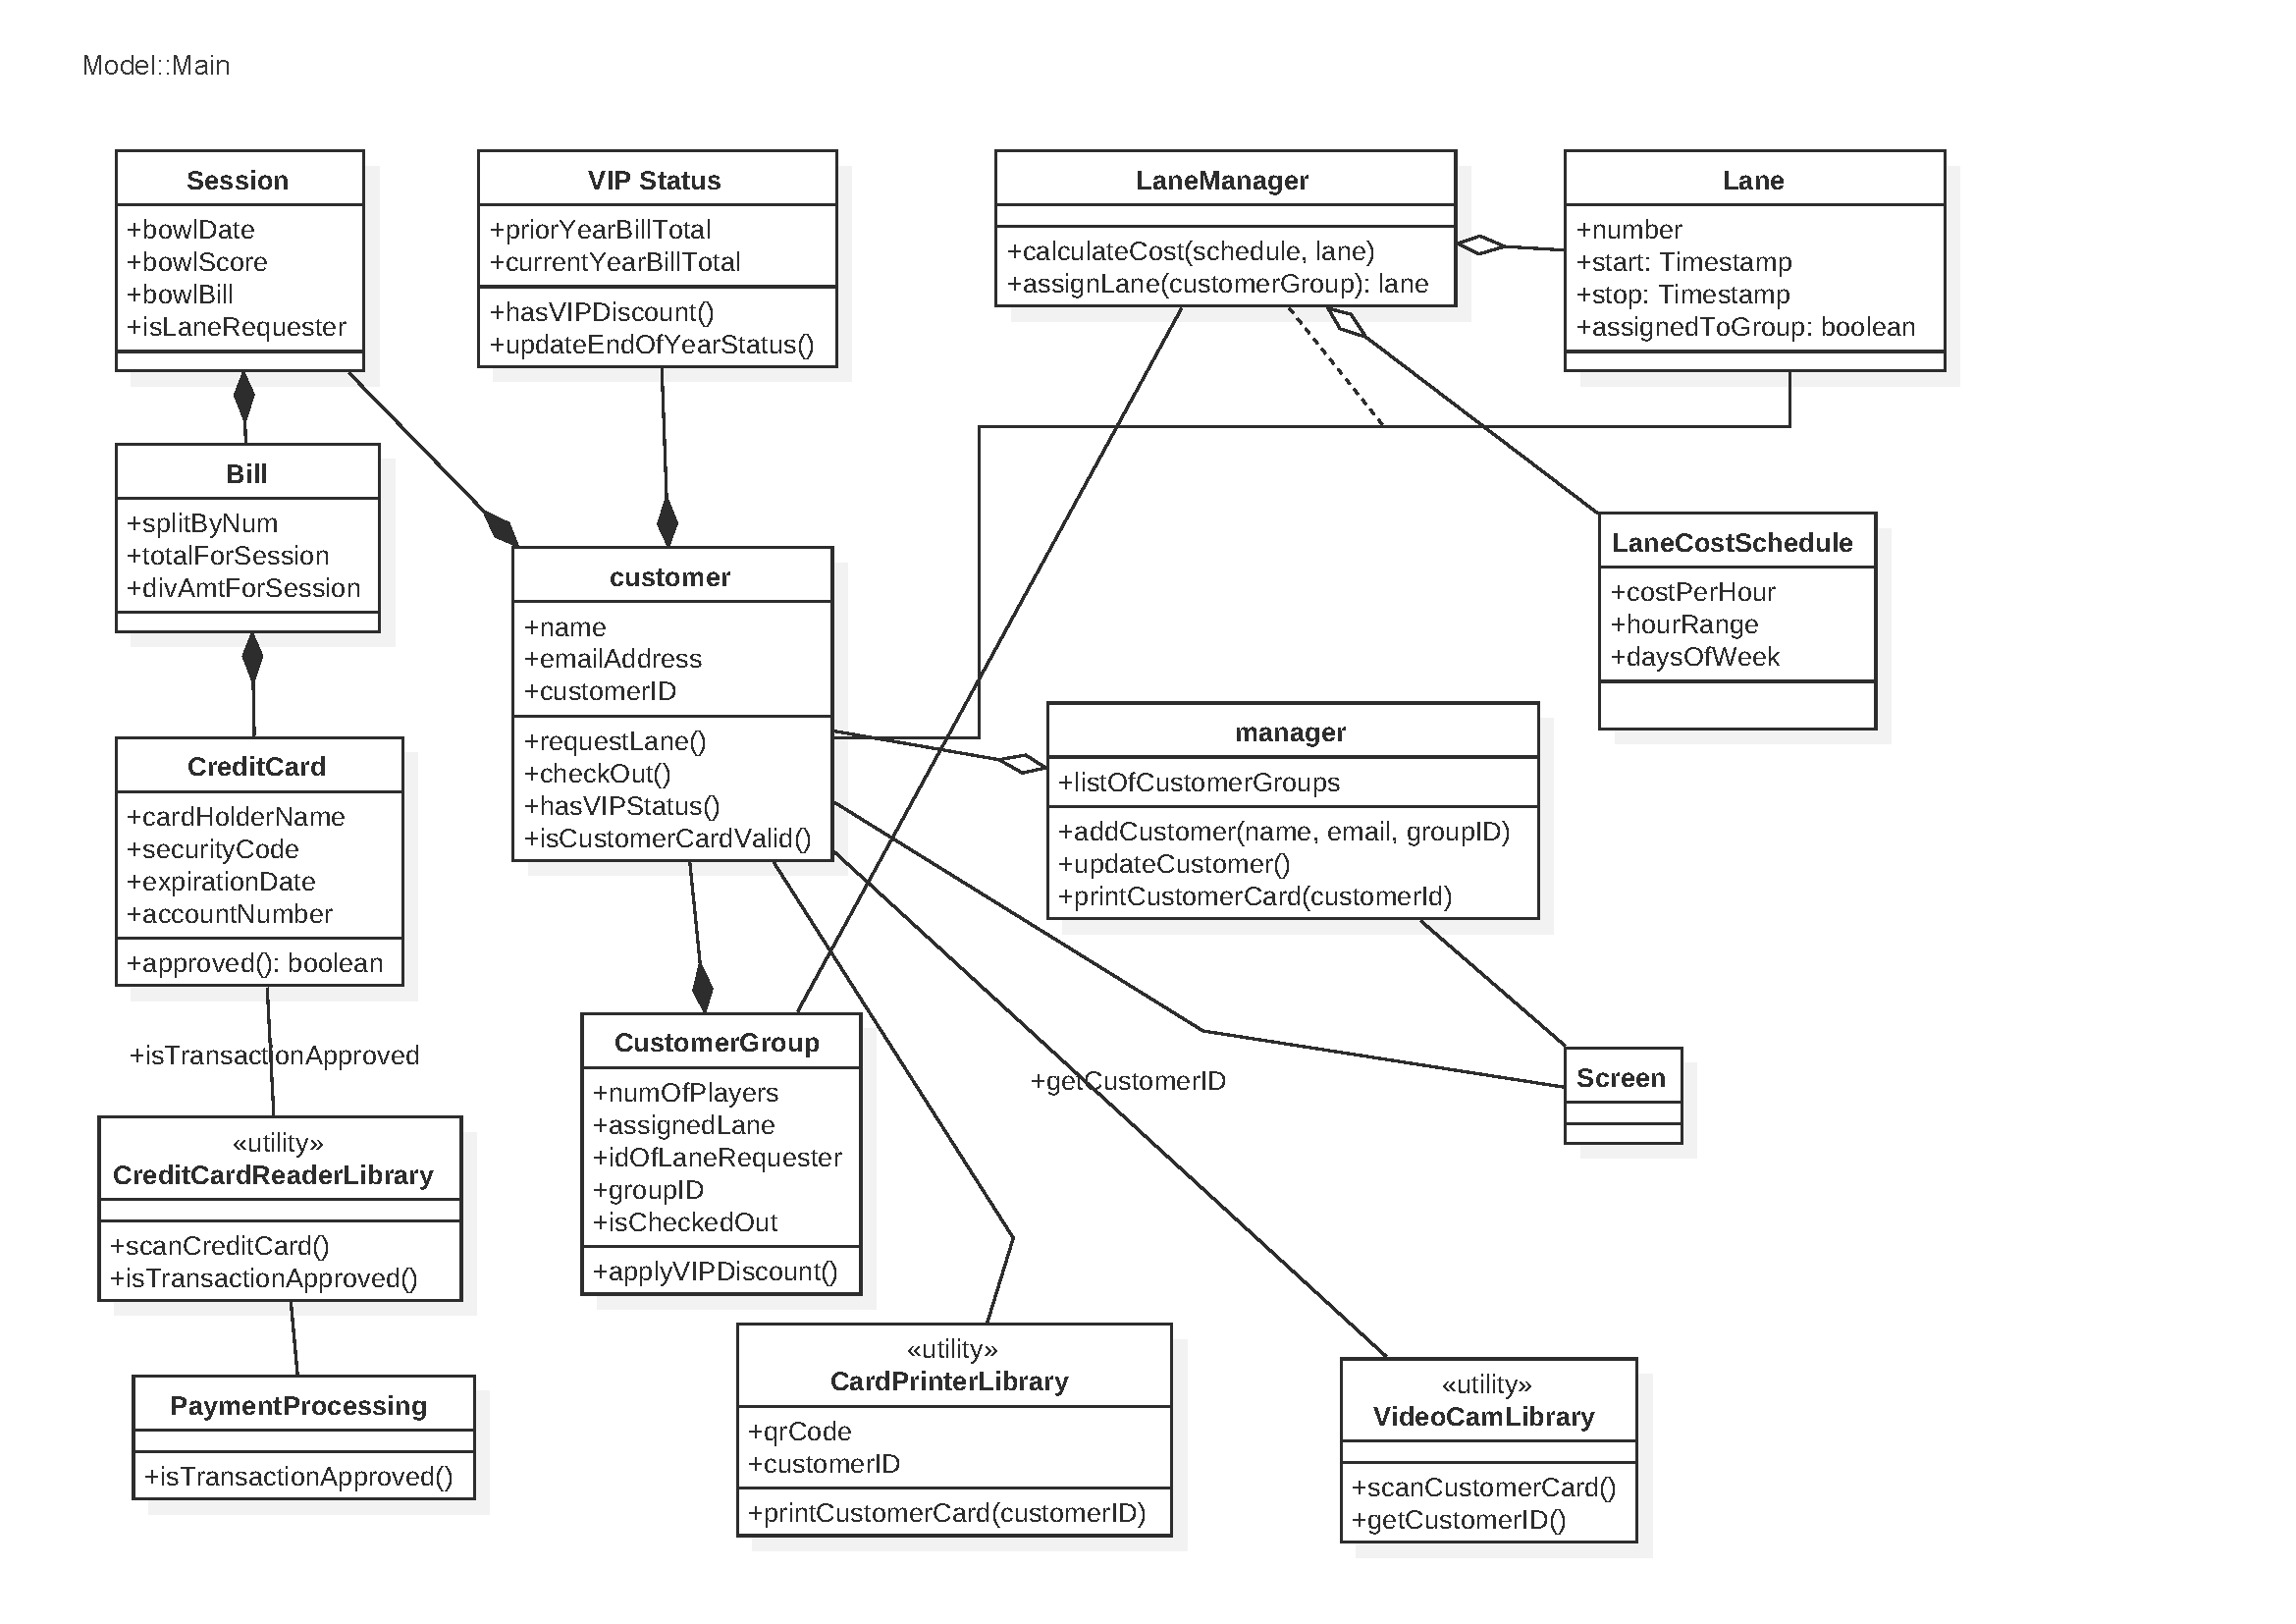 Model::Main
Session
+bowlDate
+bowlScore
+bowlBill
+isLaneRequester
VIP Status
+priorYearBillTotal
+currentYearBillTotal
+hasVIPDiscount()
+updateEndOfYearStatus()
LaneManager
+calculateCost(schedule, lane)
+assignLane(customerGroup): lane
Lane
+number
+start: Timestamp
+stop: Timestamp
+assignedToGroup: boolean
Bill
+splitByNum
+totalForSession
+divAmtForSession
customer
+name
+emailAddress
+customerID
+requestLane()
+checkOut()
+hasVIPStatus()
+isCustomerCardValid()
LaneCostSchedule
+costPerHour
+hourRange
+daysOfWeek
manager
+listOfCustomerGroups
+addCustomer(name, email, groupID)
+updateCustomer()
+printCustomerCard(customerId)
CreditCard
+cardHolderName
+securityCode
+expirationDate
+accountNumber
+approved(): boolean
+isTransactionApproved
CustomerGroup
+numOfPlayers
+assignedLane
+idOfLaneRequester
+groupID
+isCheckedOut
+applyVIPDiscount()
+getCustomerID
Screen
«utility»
CreditCardReaderLibrary
+scanCreditCard()
+isTransactionApproved()
PaymentProcessing
+isTransactionApproved()
«utility»
CardPrinterLibrary
+qrCode
+customerID
+printCustomerCard(customerID)
«utility»
VideoCamLibrary
+scanCustomerCard()
+getCustomerID()